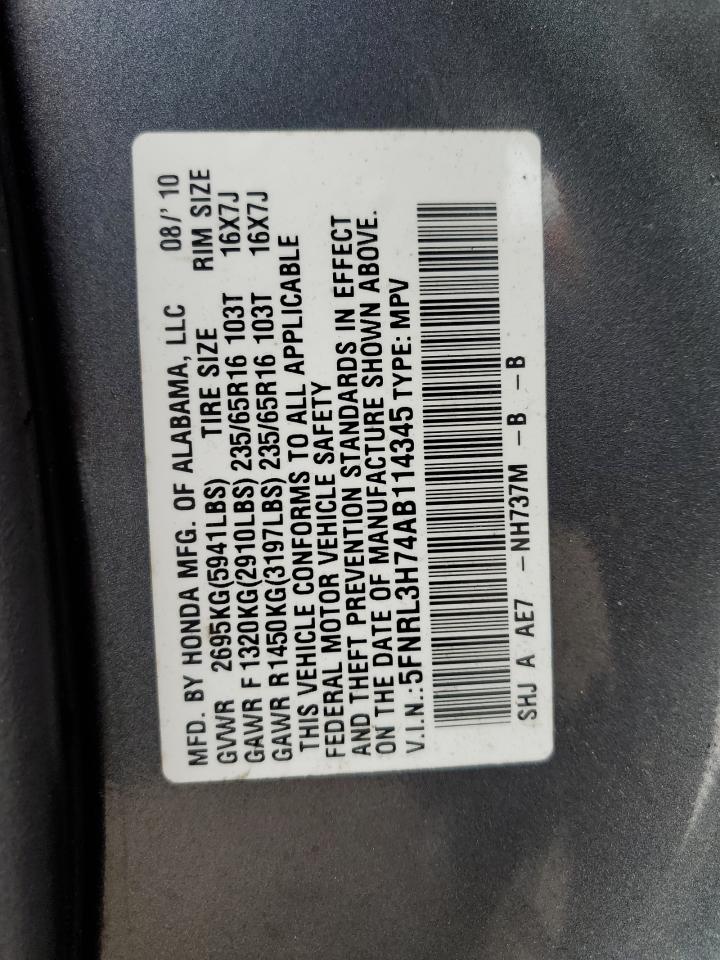 MFD. BY HONDA MFG. OF ALABAMA, LLC 08/' 10
GVWR 2695KG(5941LBS) TIRE SIZE RIM SIZE
GAWR F 1320KG(2910LBS) 235/65R16 103T 16X7J
GAWR R1450KG(3197LBS) 235/65R16 103T 16X7J
THIS VEHICLE CONFORMS TO ALL APPLICABLE
FEDERAL MOTOR VEHICLE SAFETY
AND THEFT PREVENTION STANDARDS IN EFFECT
ON THE DATE OF MANUFACTURE SHOWN ABOVE.
V.I.N.:5FNRL3H74AB114345 TYPE: MPV
SHJ A AE7 -NH737M -B -B